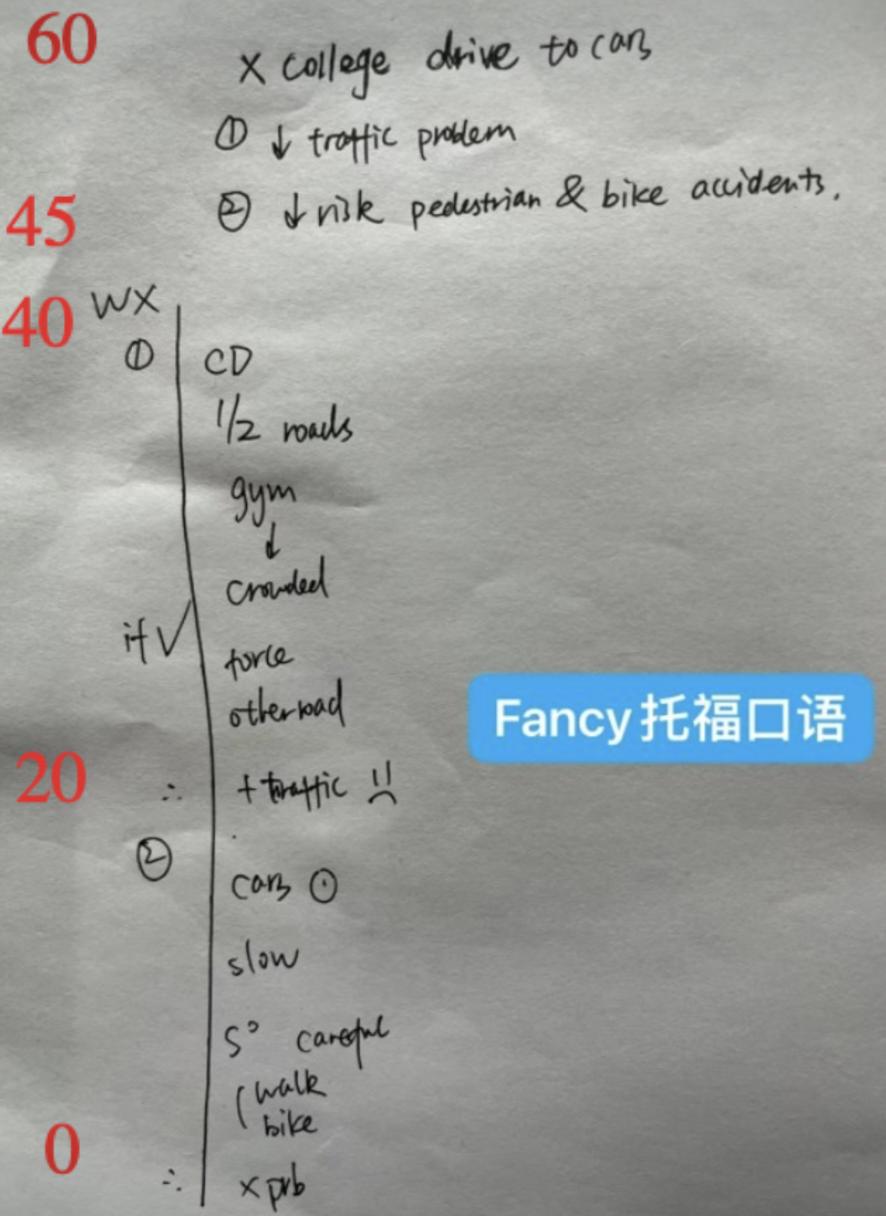 60
X college drive to cars
① ↓ traffic problem
45
② ↓ risk pedestrian & bike accidents.
40 WX
① CD
1/2 roads
gym
↓
crowded
if √
force
other road
Fancy托福口语
20 ∴ + traffic
②
cars ⊙
slow
S° careful
( walk
bike
0
∴ x prb